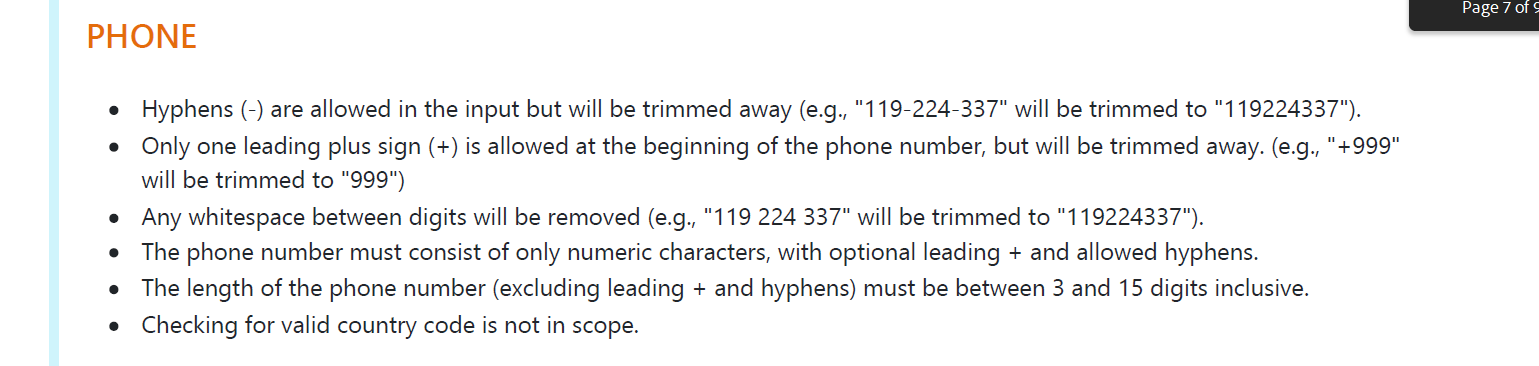 Page 7 of 9
PHONE
• Hyphens (-) are allowed in the input but will be trimmed away (e.g., "119-224-337" will be trimmed to "119224337").
• Only one leading plus sign (+) is allowed at the beginning of the phone number, but will be trimmed away. (e.g., "+999"
will be trimmed to "999")
• Any whitespace between digits will be removed (e.g., "119 224 337" will be trimmed to "119224337").
• The phone number must consist of only numeric characters, with optional leading + and allowed hyphens.
• The length of the phone number (excluding leading + and hyphens) must be between 3 and 15 digits inclusive.
• Checking for valid country code is not in scope.